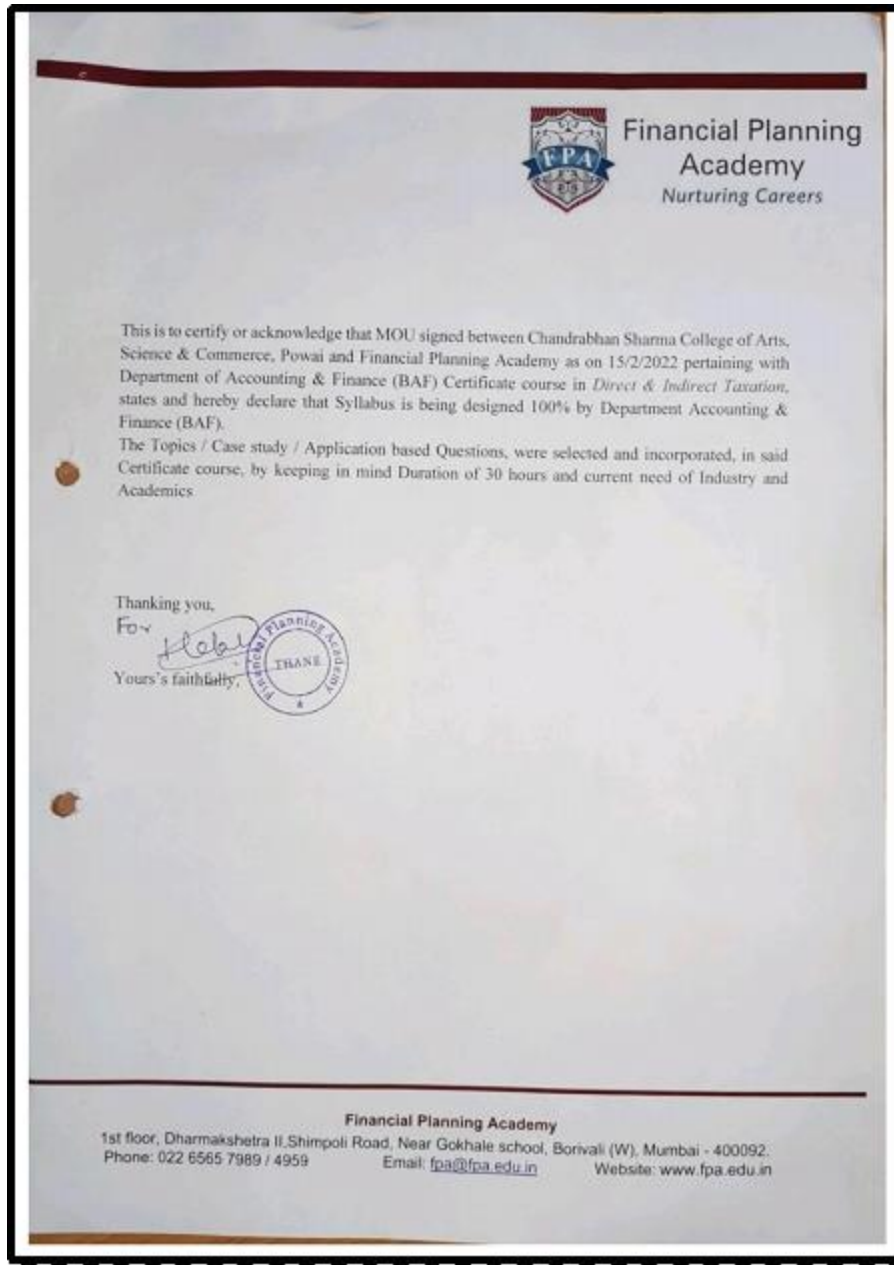 FPA
Financial Planning
Academy
Nurturing Careers
This is to certify or acknowledge that MOU signed between Chandrabhan Sharma College of Arts,
Science & Commerce, Powai and Financial Planning Academy as on 15/2/2022 pertaining with
Department of Accounting & Finance (BAF) Certificate course in Direct & Indirect Taxation,
states and hereby declare that Syllabus is being designed 100% by Department Accounting &
Finance (BAF).
The Topics / Case study / Application based Questions, were selected and incorporated, in said
Certificate course, by keeping in mind Duration of 30 hours and current need of Industry and
Academics
Thanking you,
For
Financial Planning Academy
THANE
Yours's faithfully,
Financial Planning Academy
1st floor, Dharmakshetra II,Shimpoli Road, Near Gokhale school, Borivali (W), Mumbai - 400092.
Phone: 022 6565 7989 / 4959 Email: fpa@fpa.edu.in Website: www.fpa.edu.in